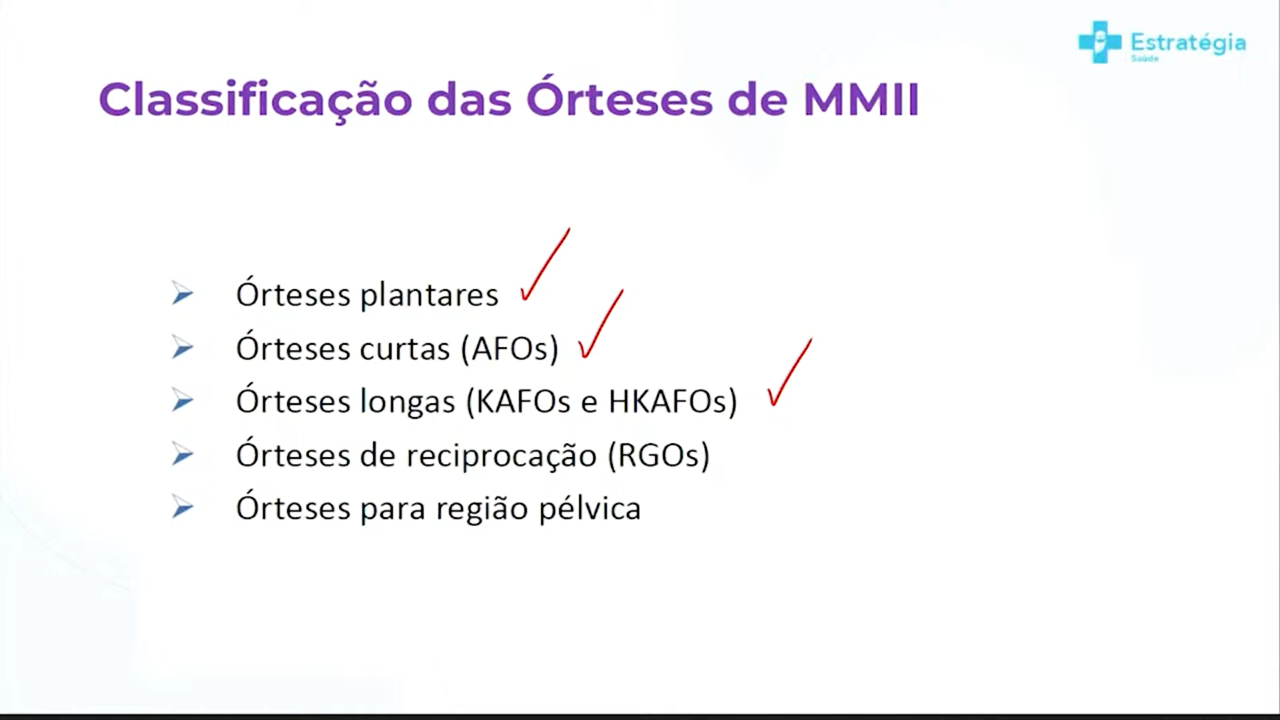 Estratégia
Saúde
Classificação das Órteses de MMII
Órteses plantares
Órteses curtas (AFOs)
Órteses longas (KAFOs e HKAFOs)
Órteses de reciprocação (RGOs)
Órteses para região pélvica